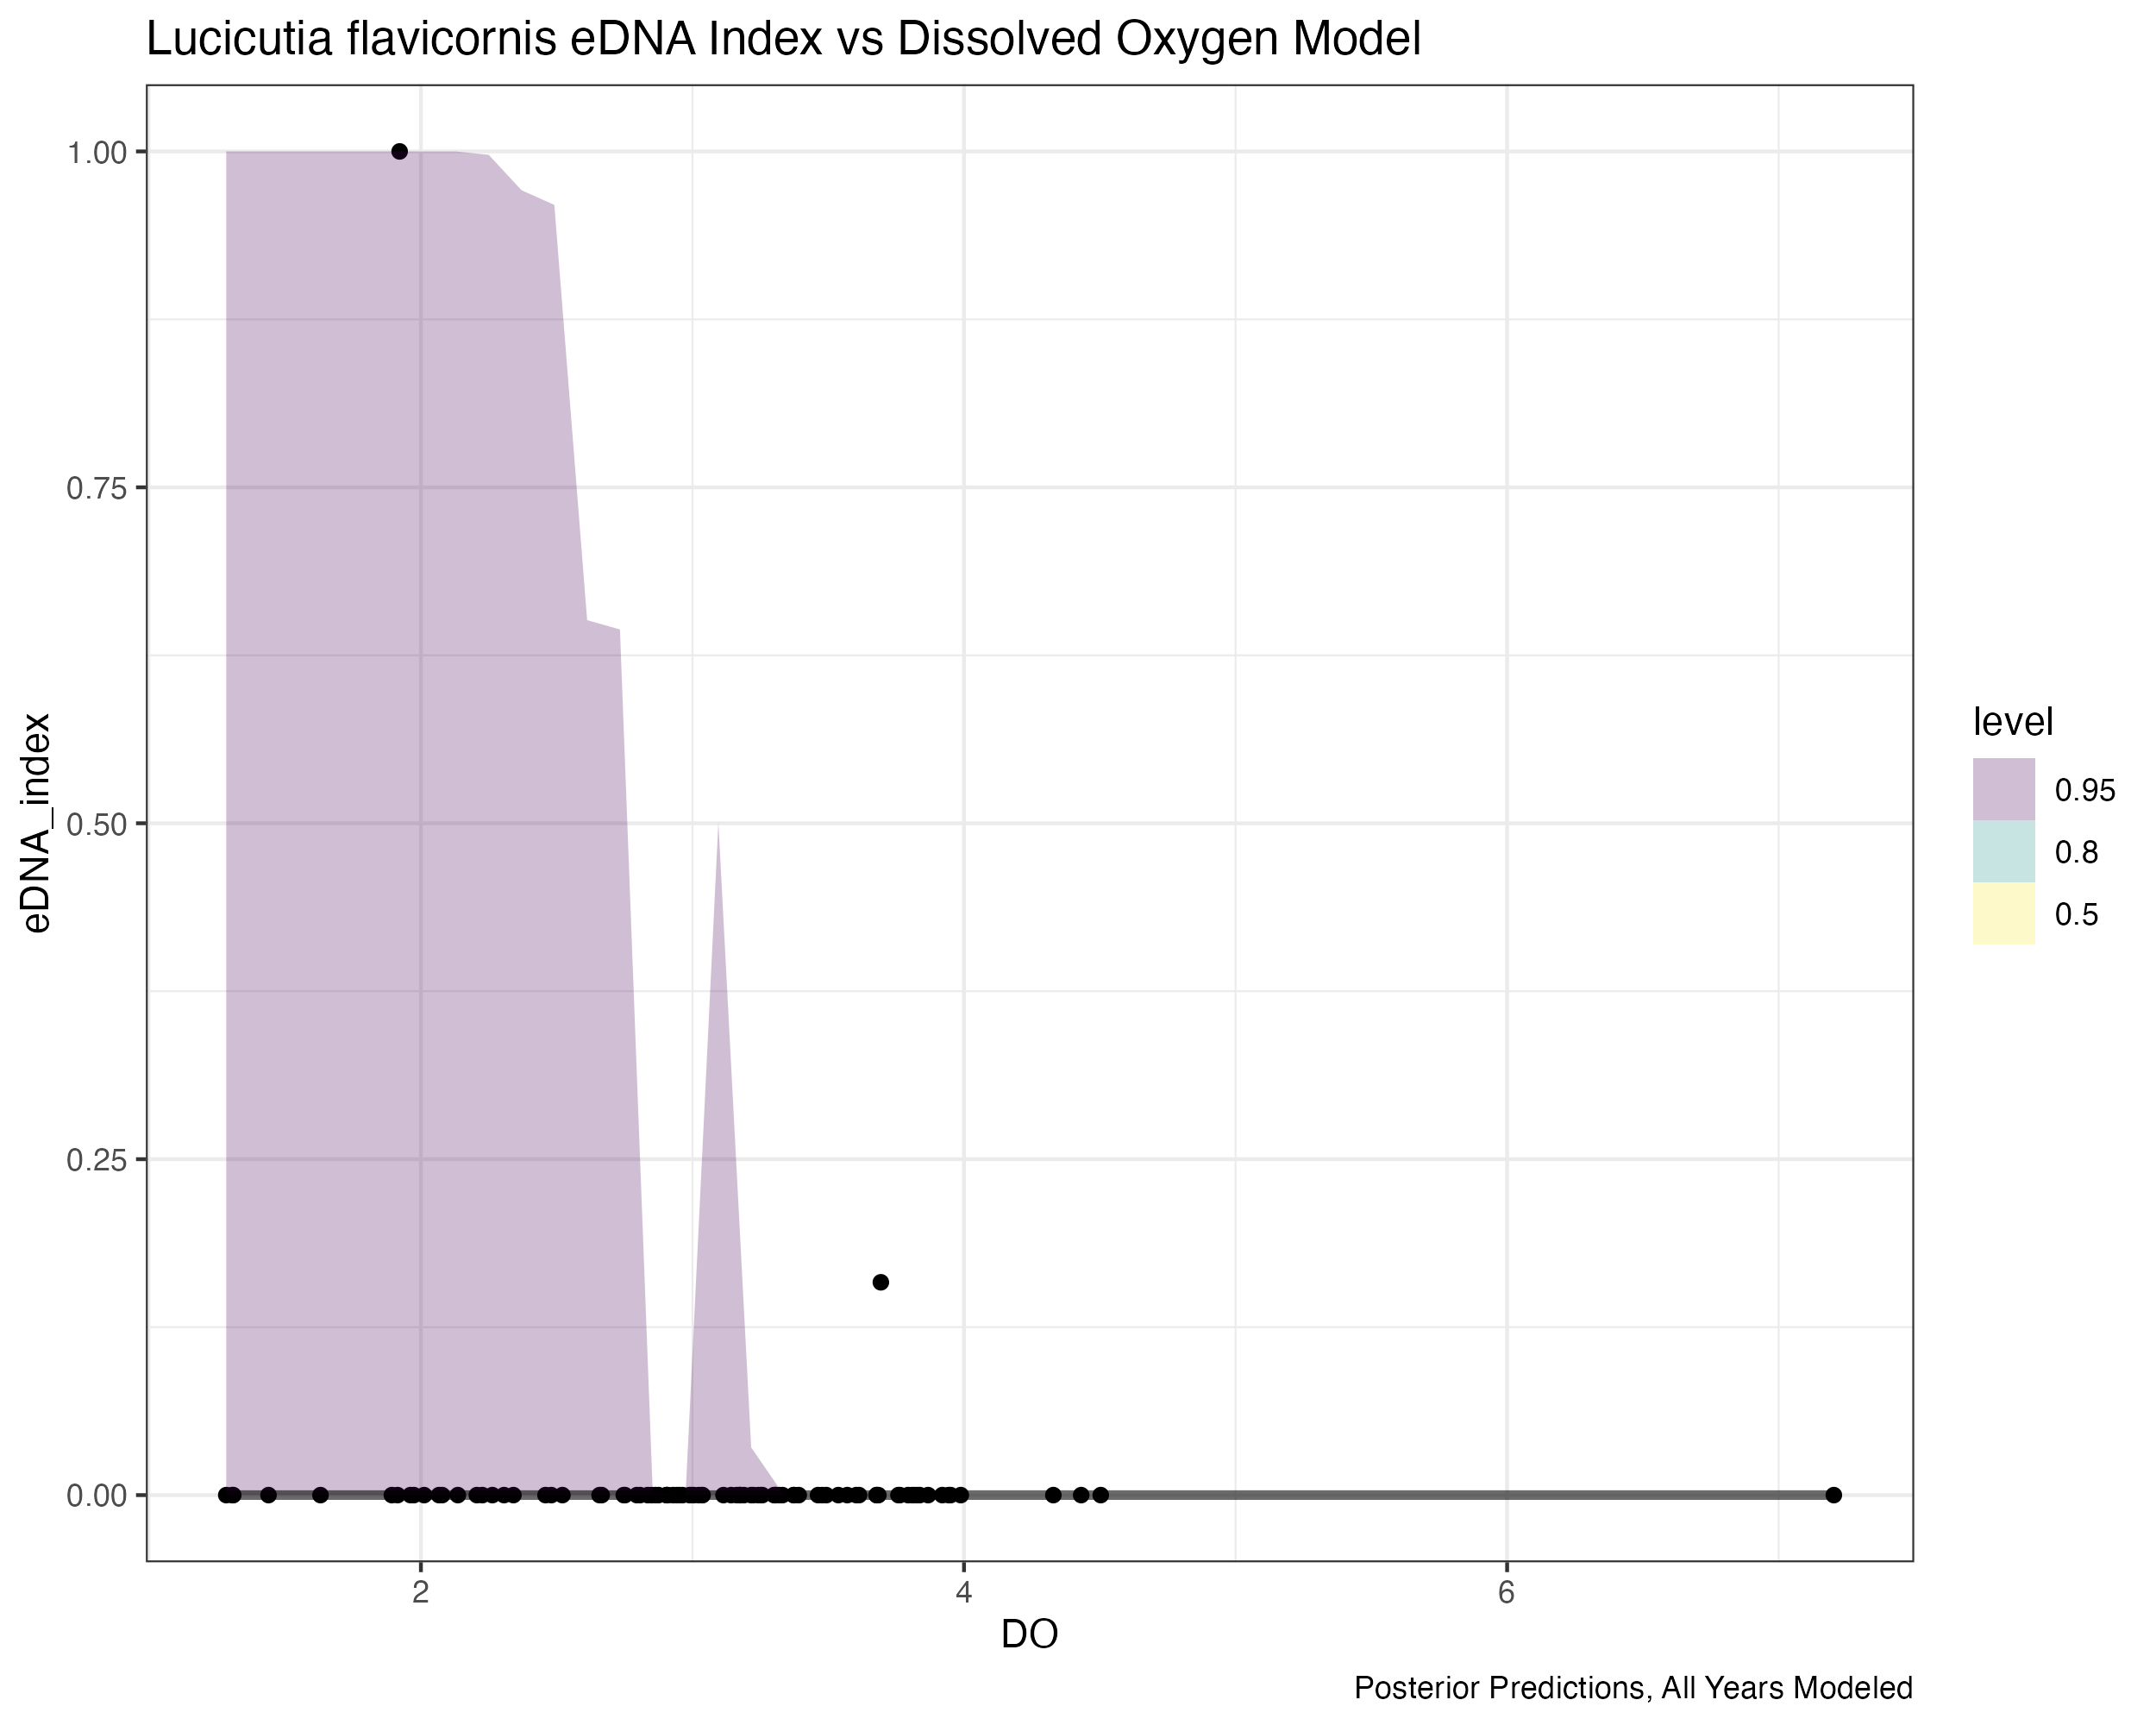 Lucicutia flavicornis eDNA Index vs Dissolved Oxygen Model
1.00
0.75
0.50
0.25
0.00
eDNA_index
2
4
6
DO
level
0.95
0.8
0.5
Posterior Predictions, All Years Modeled